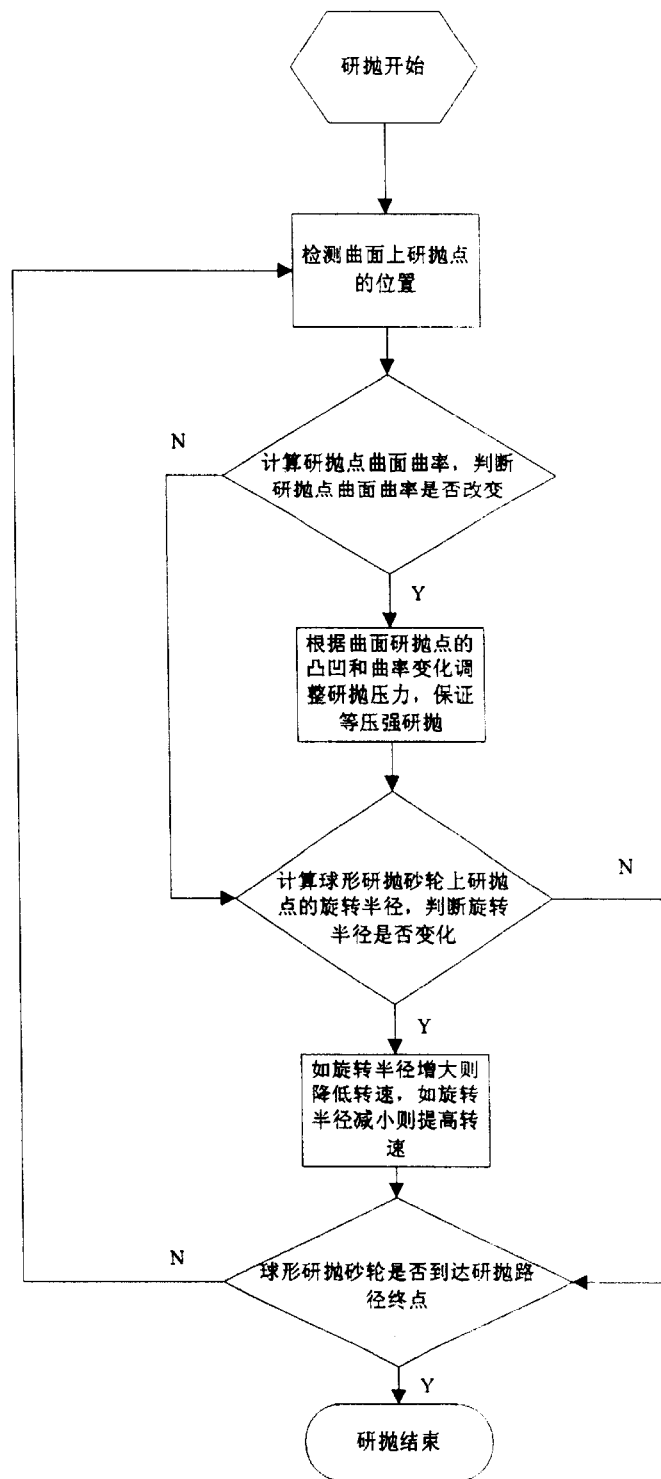 研抛开始
检测曲面上研抛点
的位置
N
计算研抛点曲面曲率，判断
研抛点曲面曲率是否改变
Y
根据曲面研抛点的
凸凹和曲率变化调
整研抛压力，保证
等压强研抛
计算球形研抛砂轮上研抛
点的旋转半径，判断旋转
半径是否变化
N
Y
如旋转半径增大则
降低转速，如旋转
半径减小则提高转
速
N
球形研抛砂轮是否到达研抛路
径终点
Y
研抛结束